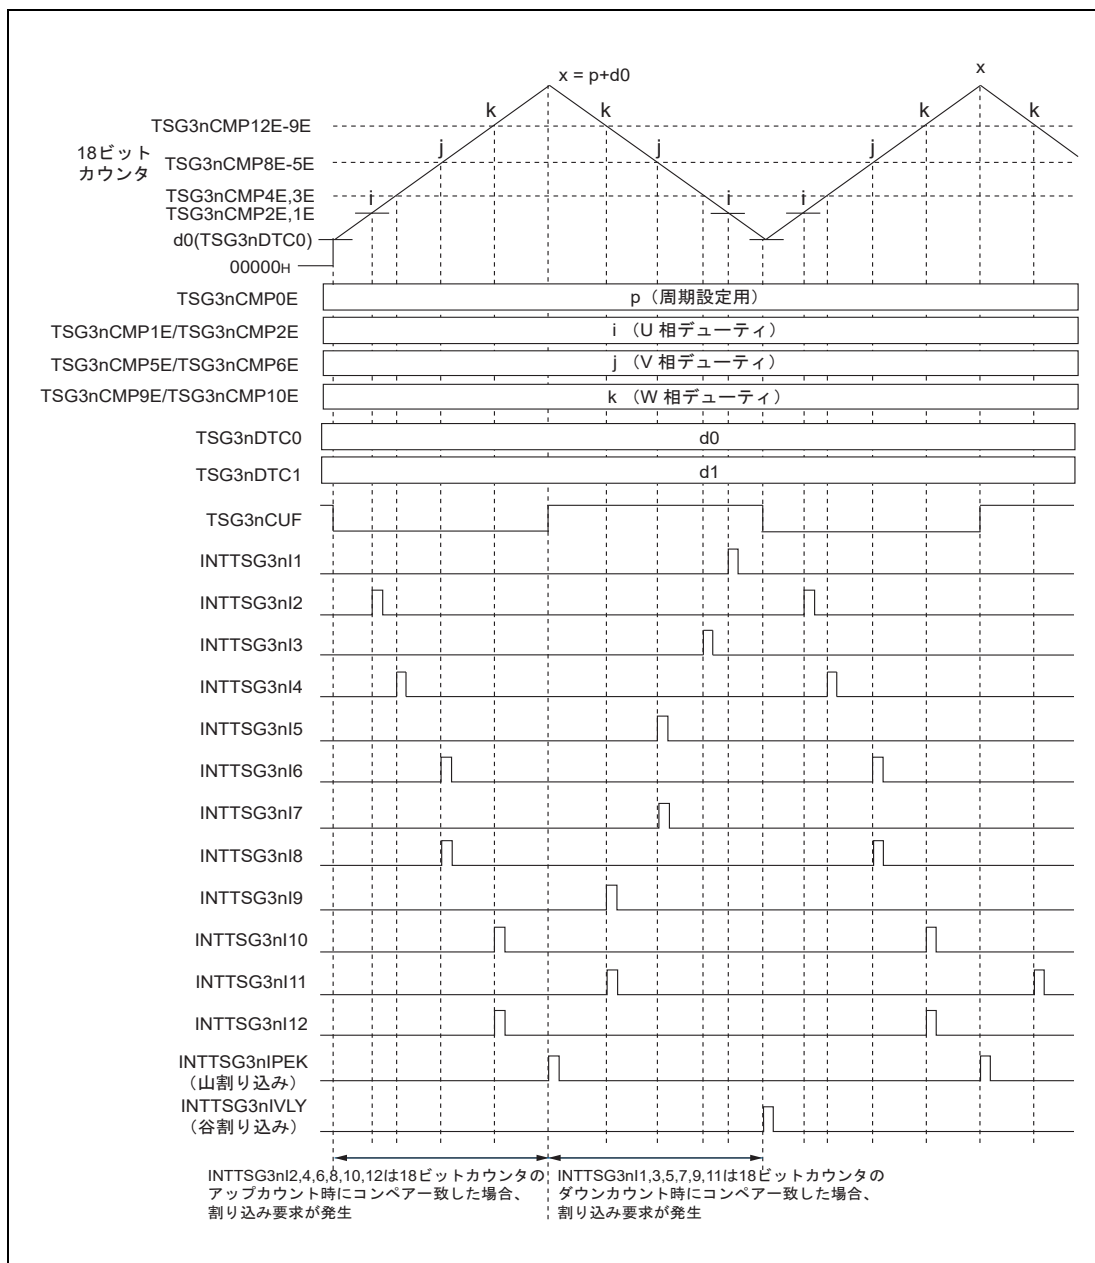 x = p+d0
x
k
k
k
k
TSG3nCMP12E-9E
18ビット
カウンタ
j
j
j
TSG3nCMP8E-5E
TSG3nCMP4E,3E
i
i
i
TSG3nCMP2E,1E
d0(TSG3nDTC0)
00000H
TSG3nCMP0E
p（周期設定用）
TSG3nCMP1E/TSG3nCMP2E
i （U 相デューティ）
TSG3nCMP5E/TSG3nCMP6E
j （V 相デューティ）
TSG3nCMP9E/TSG3nCMP10E
k （W 相デューティ）
TSG3nDTC0
d0
TSG3nDTC1
d1
TSG3nCUF
INTTSG3nI1
INTTSG3nI2
INTTSG3nI3
INTTSG3nI4
INTTSG3nI5
INTTSG3nI6
INTTSG3nI7
INTTSG3nI8
INTTSG3nI9
INTTSG3nI10
INTTSG3nI11
INTTSG3nI12
INTTSG3nIPEK
（山割り込み）
INTTSG3nIVLY
（谷割り込み）
INTTSG3nI2,4,6,8,10,12は18ビットカウンタの
アップカウント時にコンペアー致した場合、
割り込み要求が発生
INTTSG3nI1,3,5,7,9,11は18ビットカウンタの
ダウンカウント時にコンペアー致した場合、
割り込み要求が発生